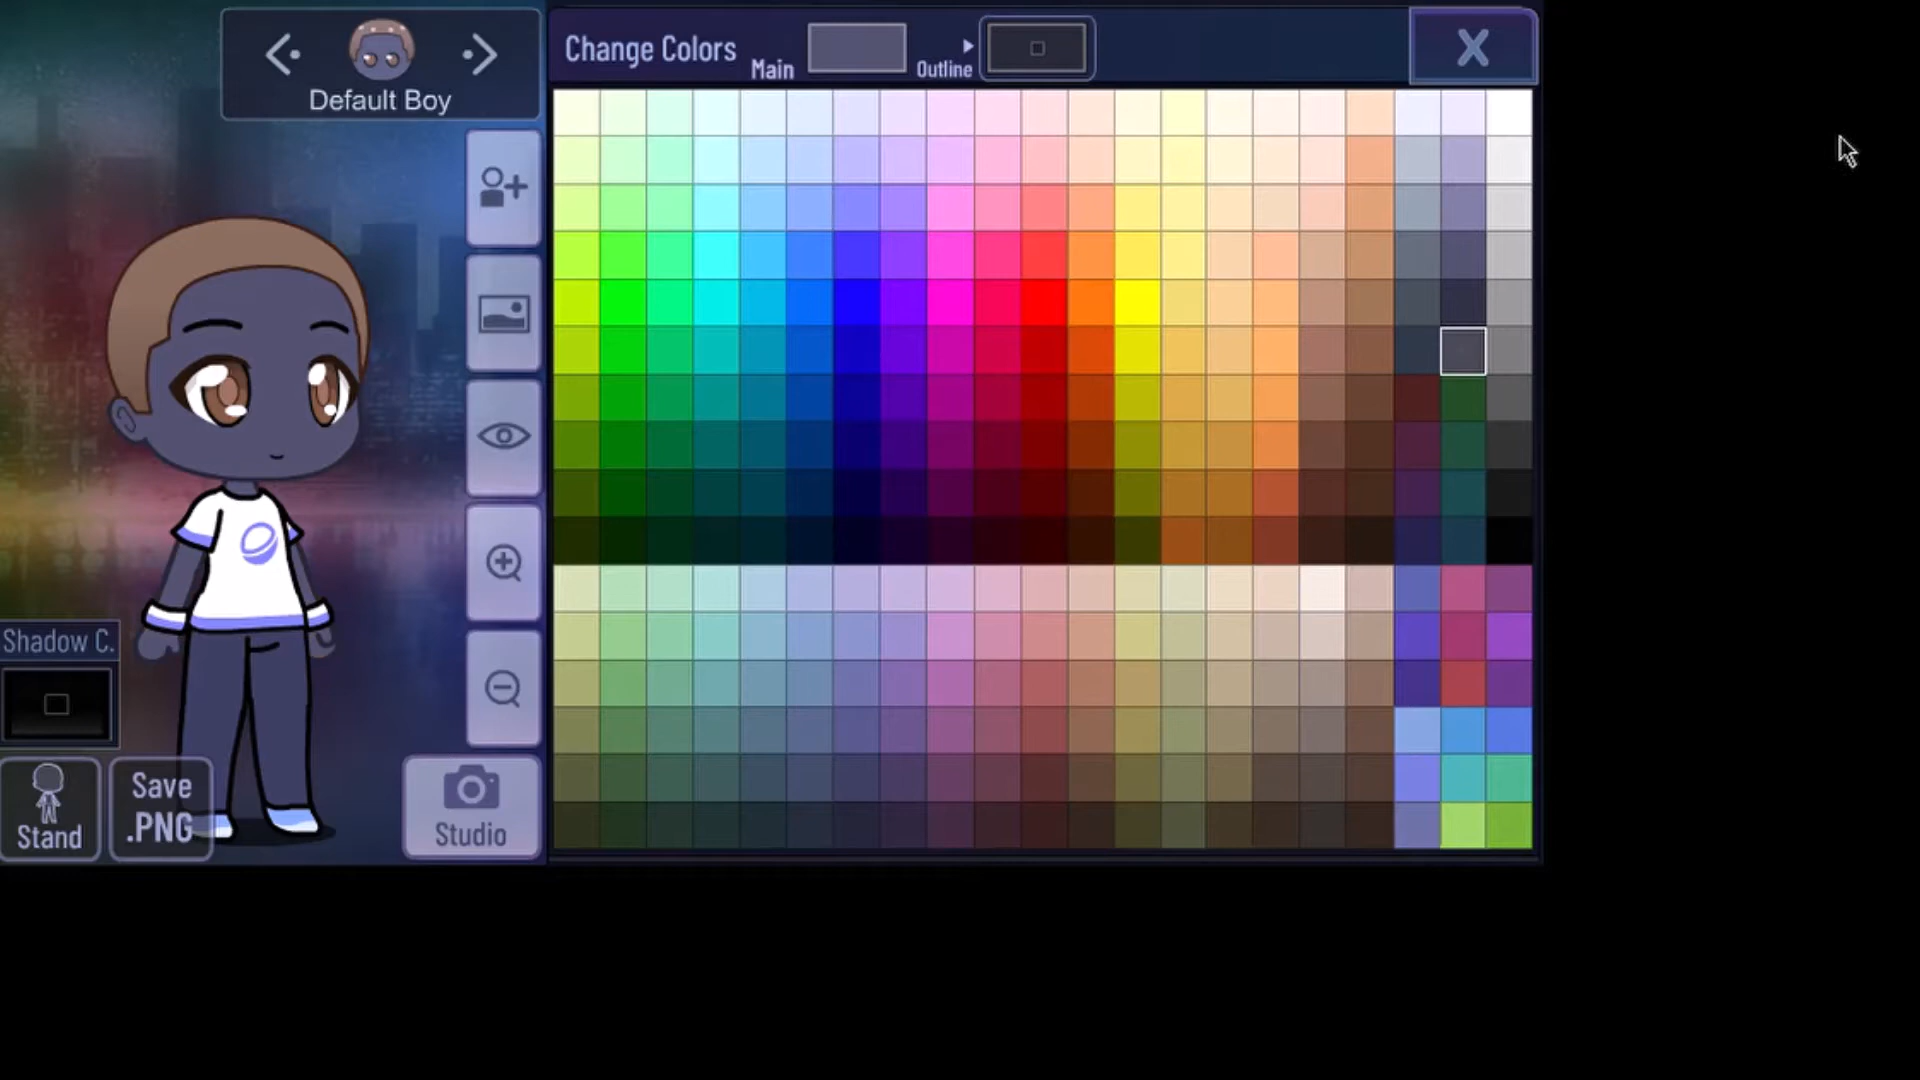 Default Boy
Change Colors
Main
Outline
X
Shadow C.
Stand
Save
.PNG
Studio